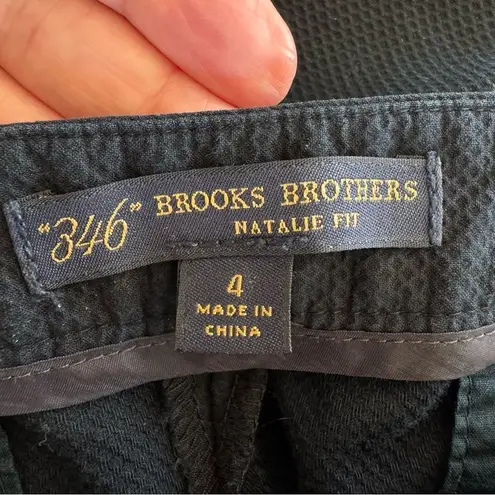 "346" BROOKS BROTHERS
NATALIE FIT
4
MADE IN
CHINA